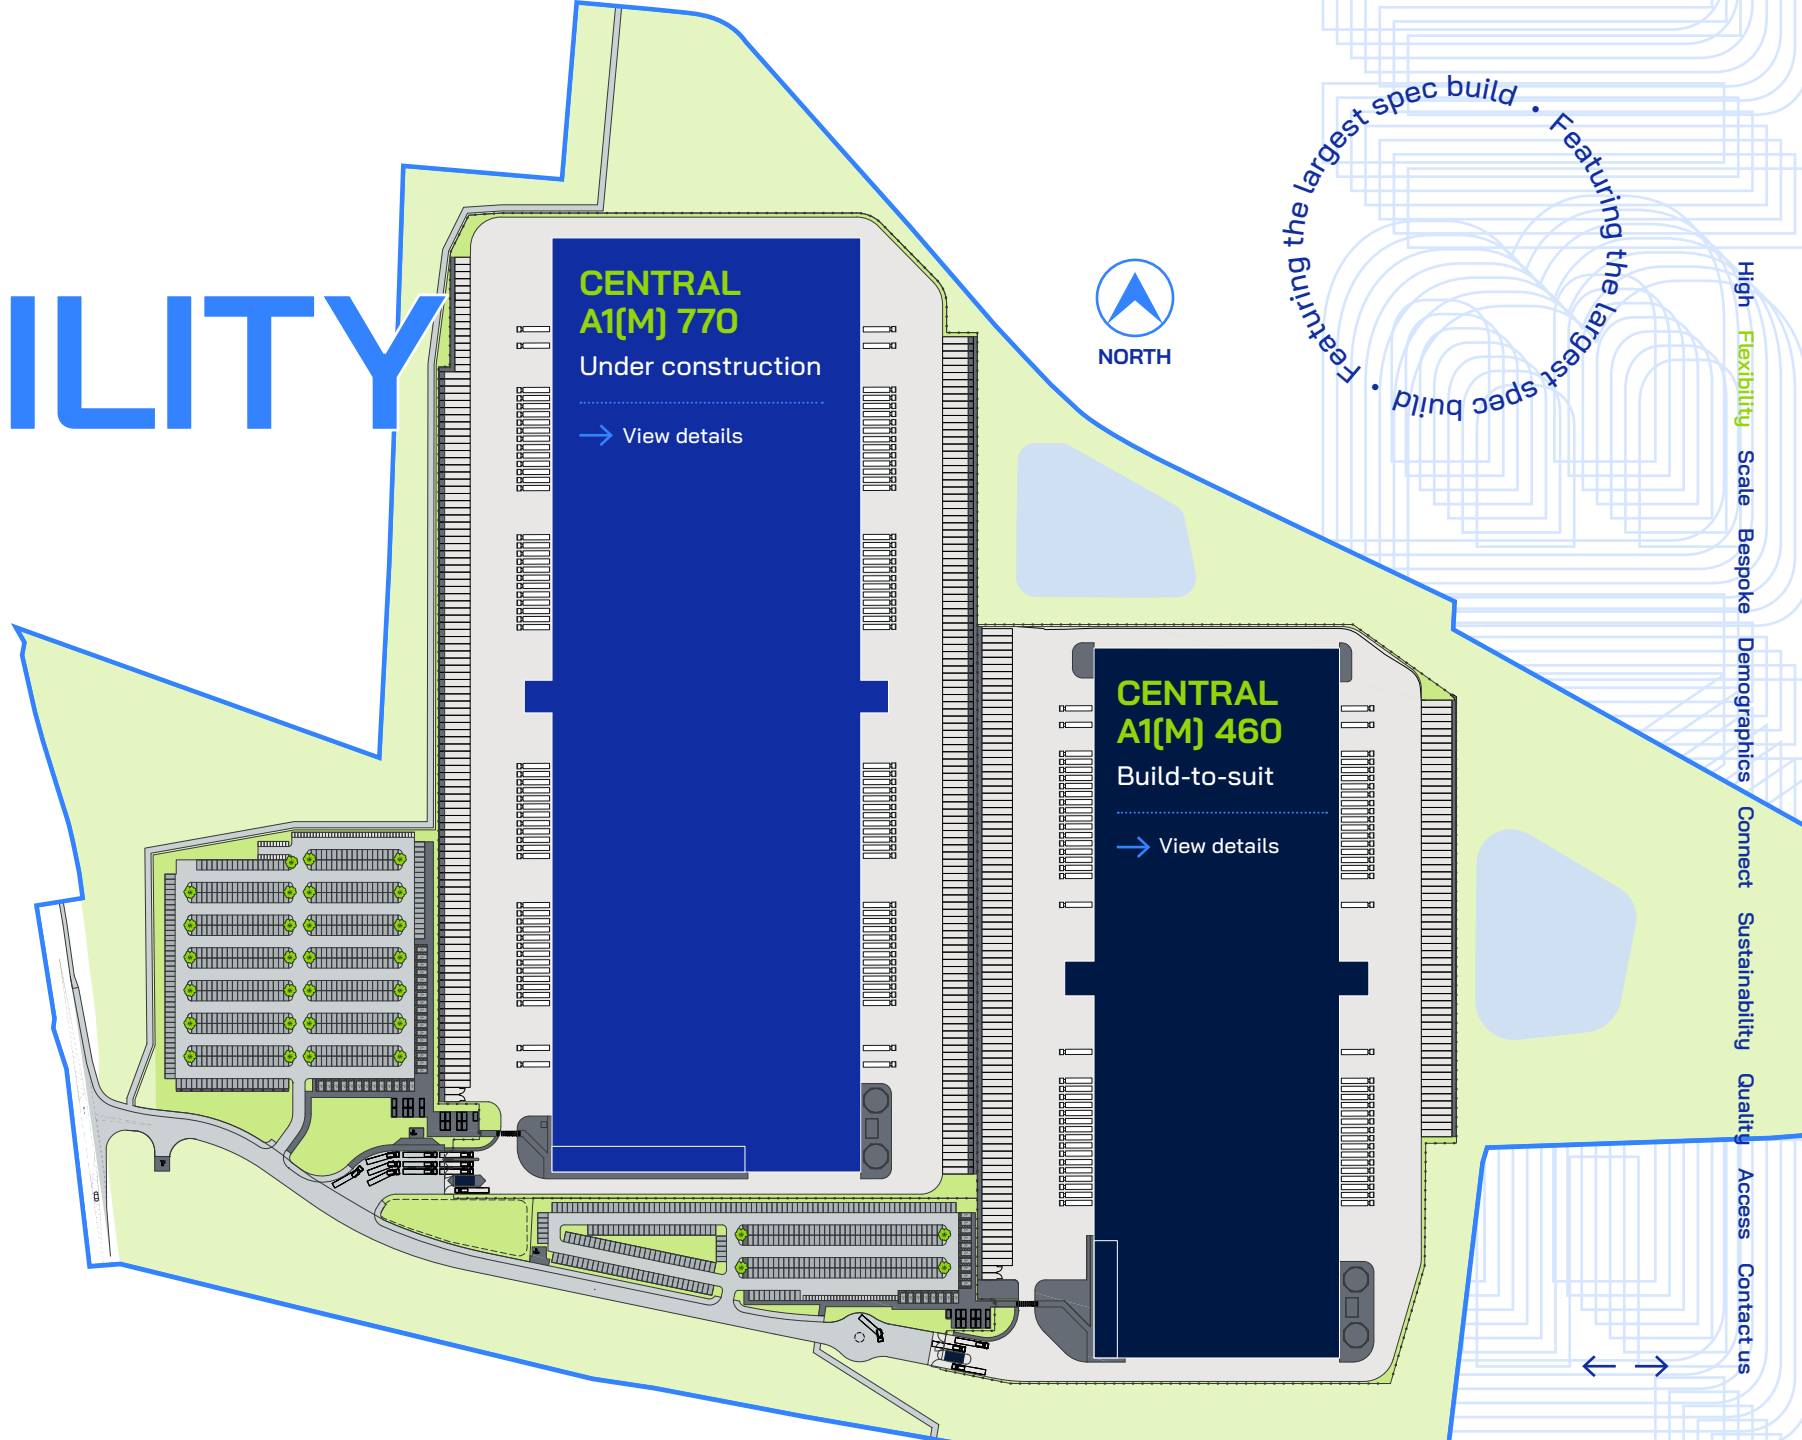 ILITY
CENTRAL
A1(M) 770
Under construction
View details
NORTH
Featuring the largest spec build • Featuring the largest spec build •
CENTRAL
A1(M) 460
Build-to-suit
View details
High
Flexibility
Scale
Bespoke
Demographics
Connect
Sustainability
Quality
Access
Contact us